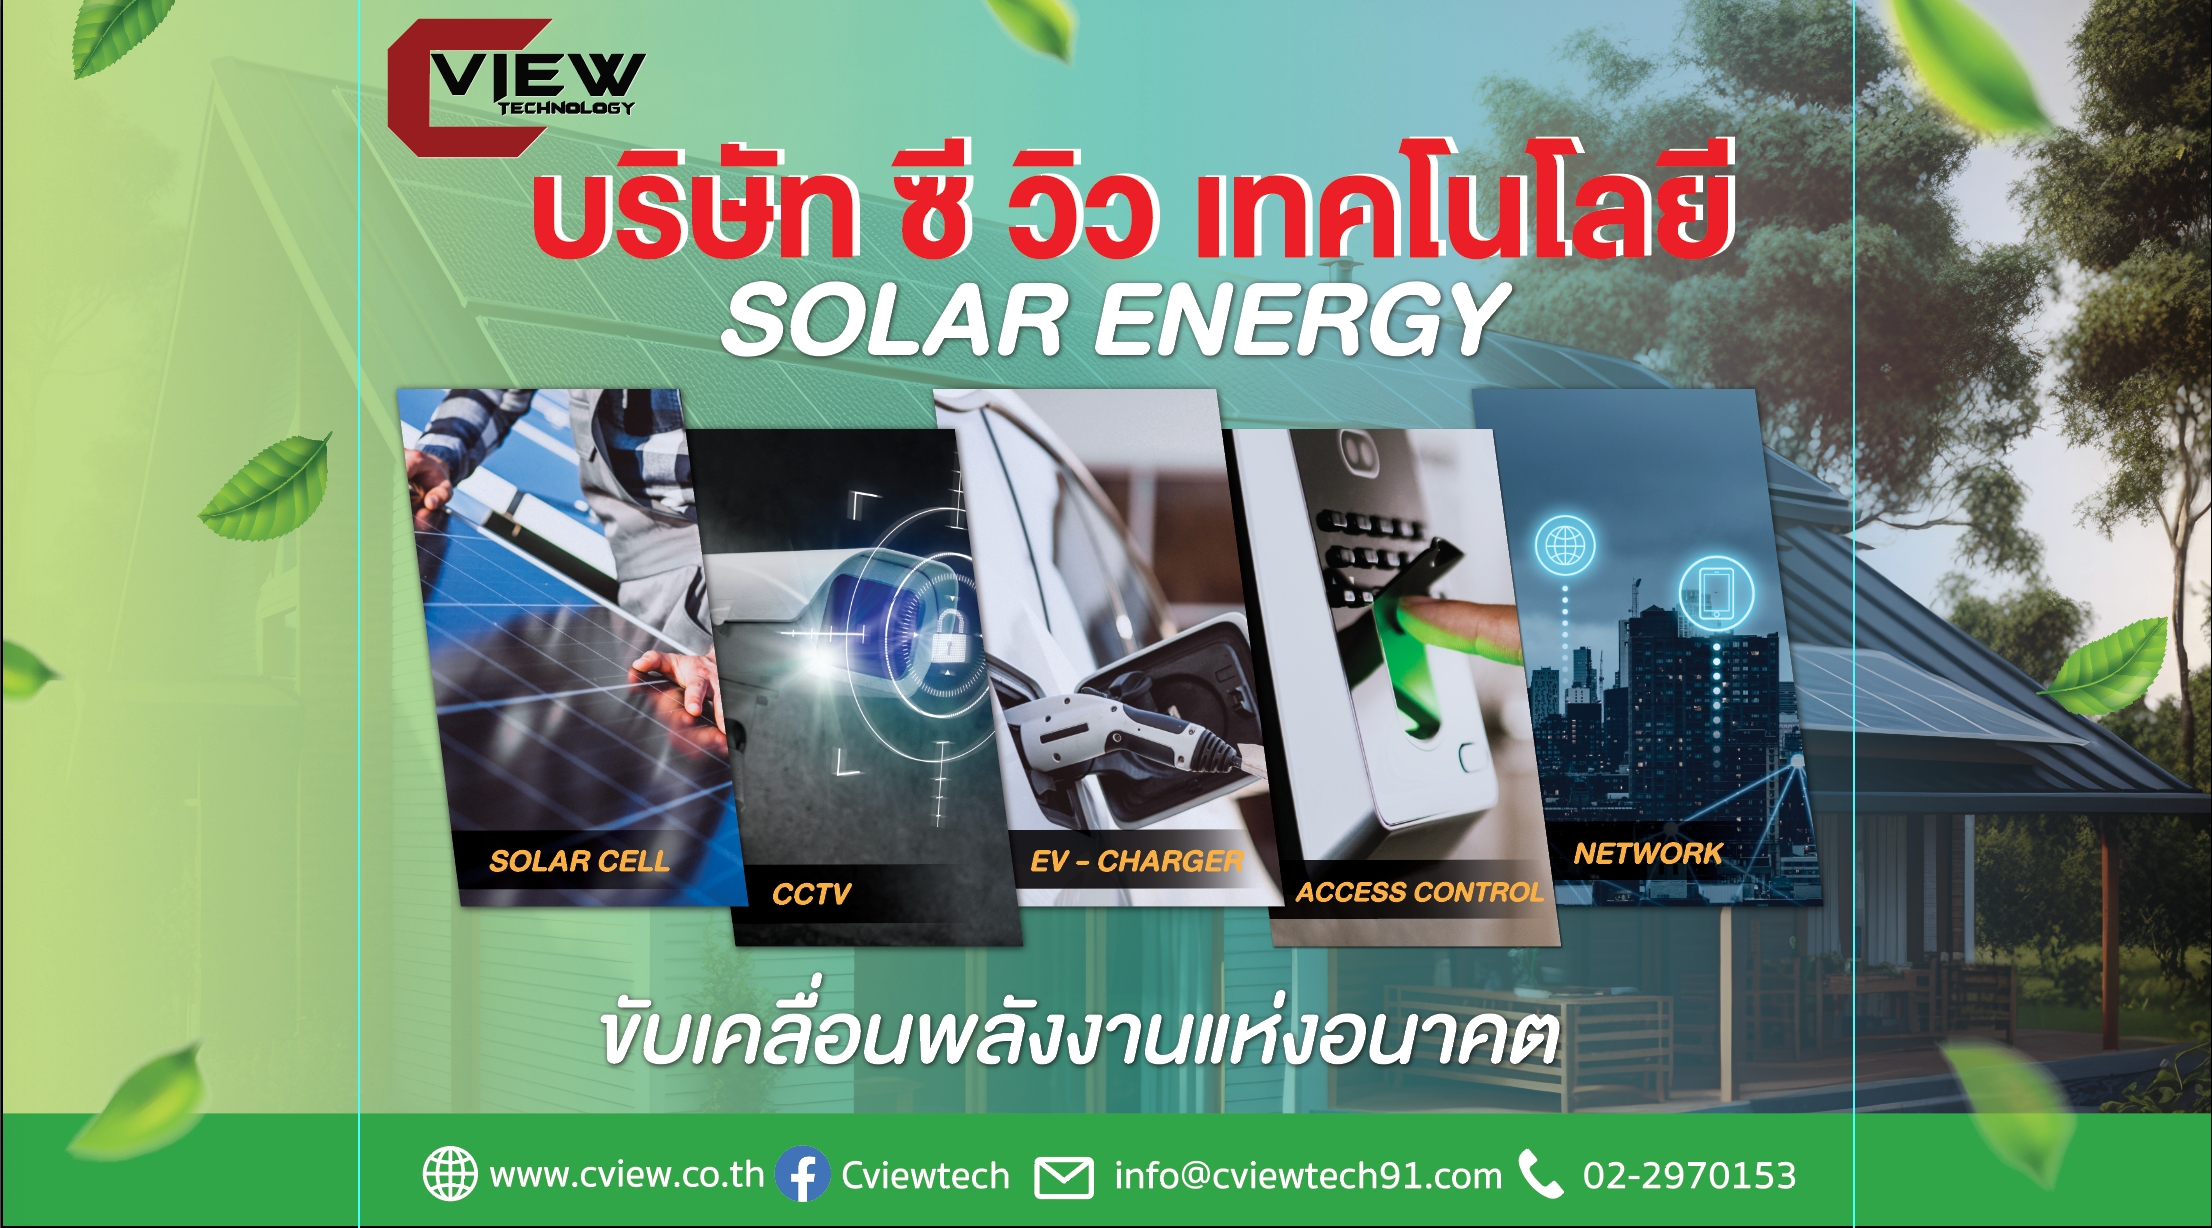 CVIEW
TECHNOLOGY
บริษัท ซี วิว เทคโนโลยี
SOLAR ENERGY
SOLAR CELL
CCTV
EV - CHARGER
ACCESS CONTROL
NETWORK
ขับเคลื่อนพลังงานแห่งอนาคต
www.cview.co.th Cviewtech info@cviewtech91.com 02-2970153